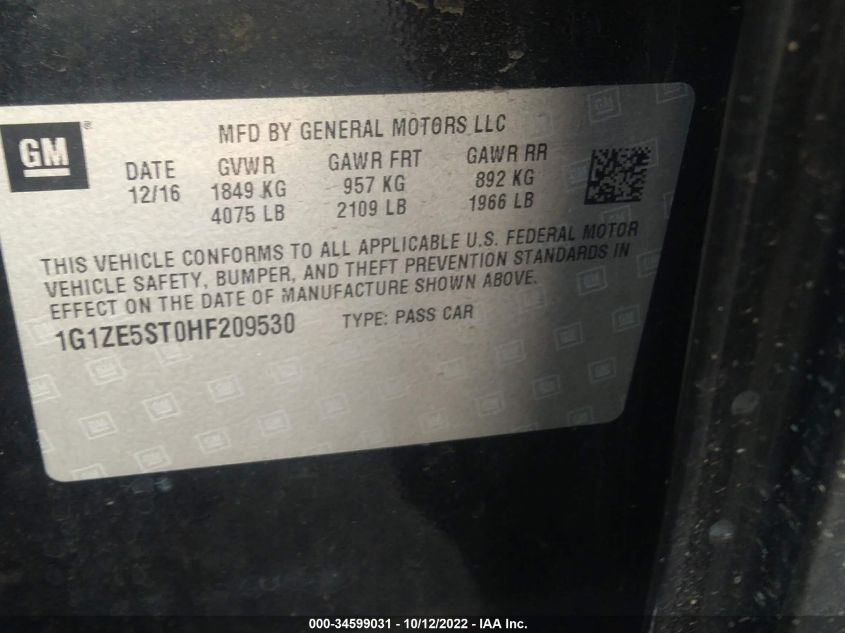 GM ®
MFD BY GENERAL MOTORS LLC
DATE GVWR GAWR FRT GAWR RR
12/16 1849 KG 957 KG 892 KG
4075 LB 2109 LB 1966 LB
THIS VEHICLE CONFORMS TO ALL APPLICABLE U.S. FEDERAL MOTOR
VEHICLE SAFETY, BUMPER, AND THEFT PREVENTION STANDARDS IN
EFFECT ON THE DATE OF MANUFACTURE SHOWN ABOVE.
1G1ZE5ST0HF209530 TYPE: PASS CAR
000-34599031 - 10/12/2022 - IAA Inc.